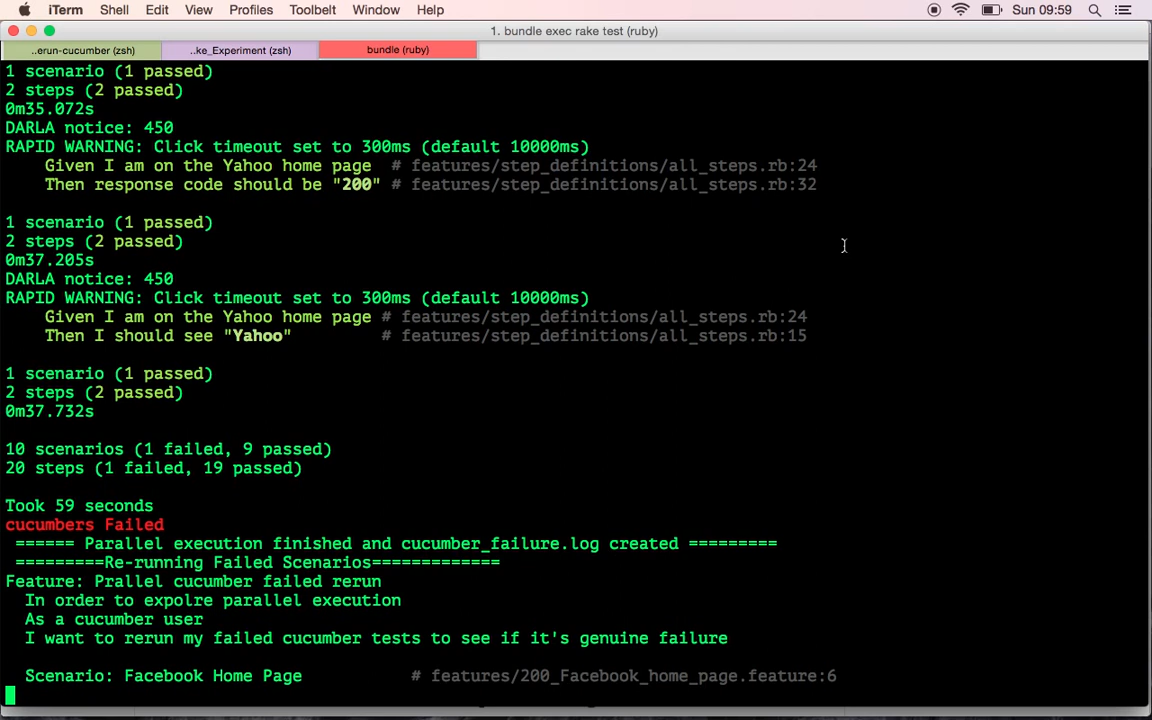 iTerm Shell Edit View Profiles Toolbelt Window Help Sun 09:59
1. bundle exec rake test (ruby)
..erun-cucumber (zsh) ..ke_Experiment (zsh) bundle (ruby)
1 scenario (1 passed)
2 steps (2 passed)
0m35.072s
DARLA notice: 450
RAPID WARNING: Click timeout set to 300ms (default 10000ms)
Given I am on the Yahoo home page # features/step_definitions/all_steps.rb:24
Then response code should be "200" # features/step_definitions/all_steps.rb:32
1 scenario (1 passed)
2 steps (2 passed)
0m37.205s
DARLA notice: 450
RAPID WARNING: Click timeout set to 300ms (default 10000ms)
Given I am on the Yahoo home page # features/step_definitions/all_steps.rb:24
Then I should see "Yahoo" # features/step_definitions/all_steps.rb:15
1 scenario (1 passed)
2 steps (2 passed)
0m37.732s
10 scenarios (1 failed, 9 passed)
20 steps (1 failed, 19 passed)
Took 59 seconds
cucumbers Failed
====== Parallel execution finished and cucumber_failure.log created =========
=========Re-running Failed Scenarios=============
Feature: Prallel cucumber failed rerun
In order to expolre parallel execution
As a cucumber user
I want to rerun my failed cucumber tests to see if it's genuine failure
Scenario: Facebook Home Page # features/200_Facebook_home_page.feature:6